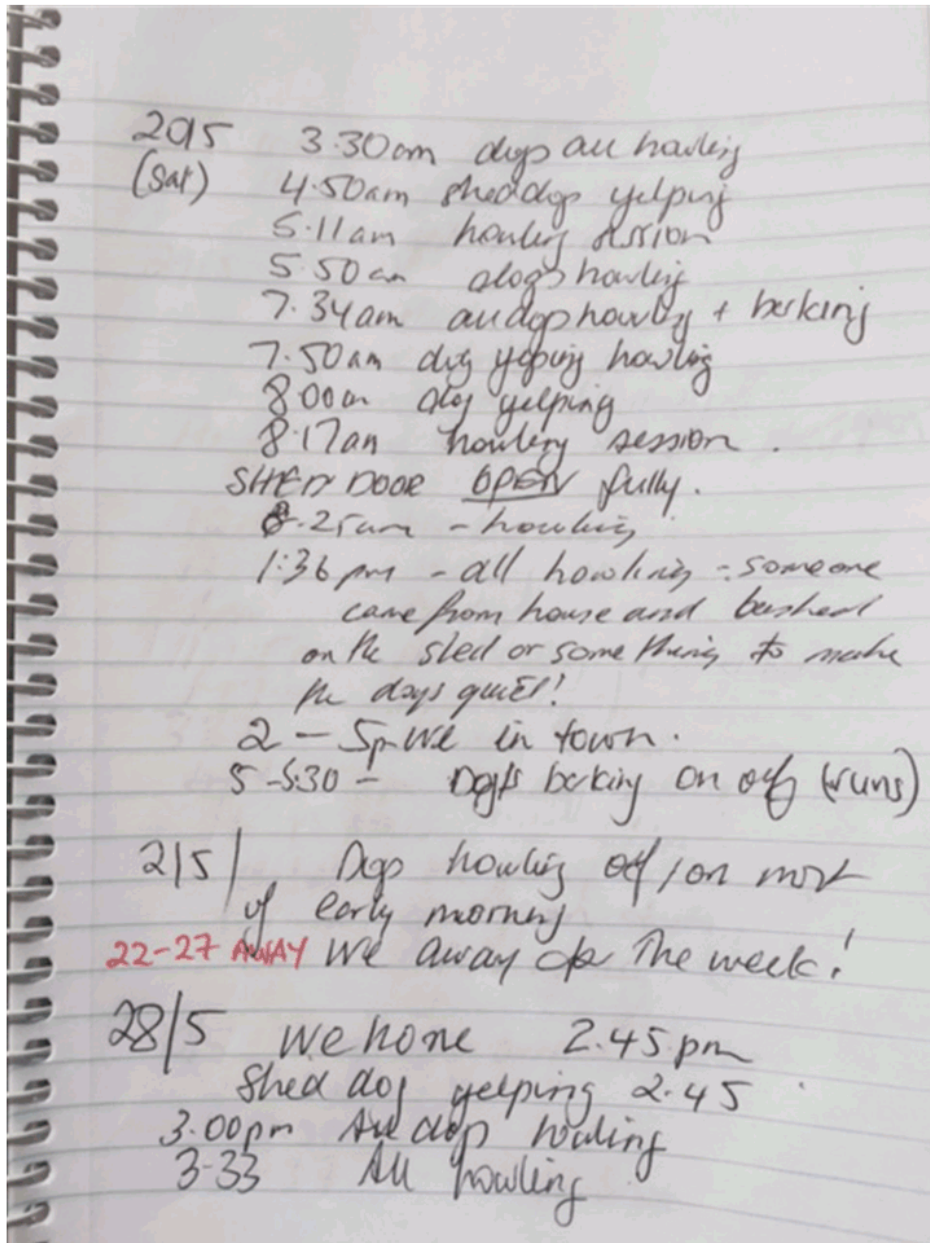 20/5 3.30am dogs all howling
(Sat) 4.50am shed dog yelping
5.11am howling session
5.50am dogs howling
7.34am all dogs howling + barking
7.50am dog yelping howling
8.00am dog yelping
8.17am howling session.
SHED DOOR OPEN fully.
8.25am - howling
1:36pm - all howling - someone
came from house and bashed
on the shed or something to make
the dogs quiet!
2 - 5pm We in town.
5-5.30 - Dogs barking on off (runs)
21/5/ Dogs howling off/on most
of early morning
22-27 AWAY We away for the week!
28/5 We home 2.45pm
Shed dog yelping 2.45
3.00pm All dogs howling
3-33 All howling